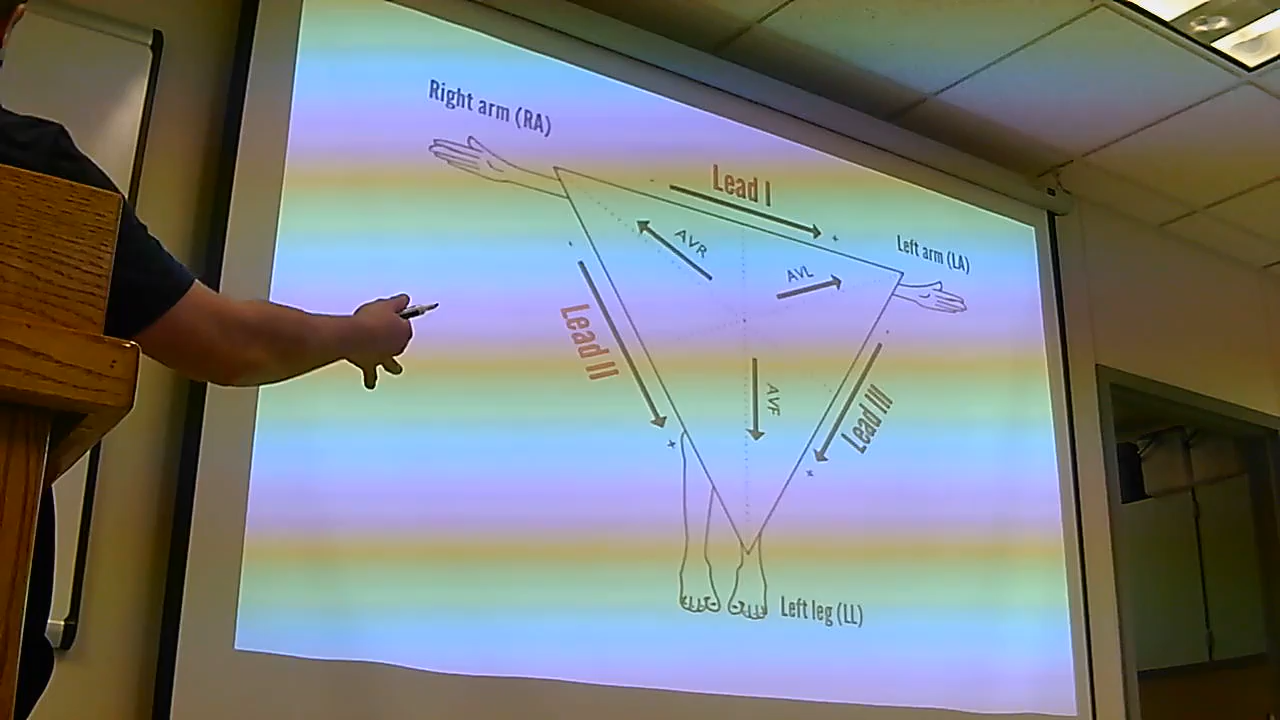 Right arm (RA)
Lead I
Left arm (LA)
AVR
AVL
Lead II
AVF
Lead III
Left leg (LL)